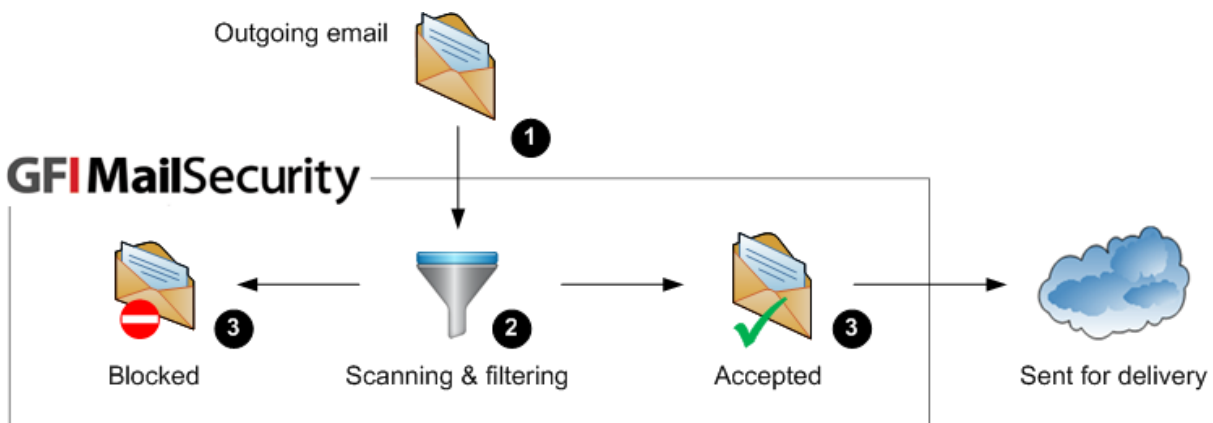 Outgoing email
1
GFI MailSecurity
3
2
3
Blocked
Scanning & filtering
Accepted
Sent for delivery